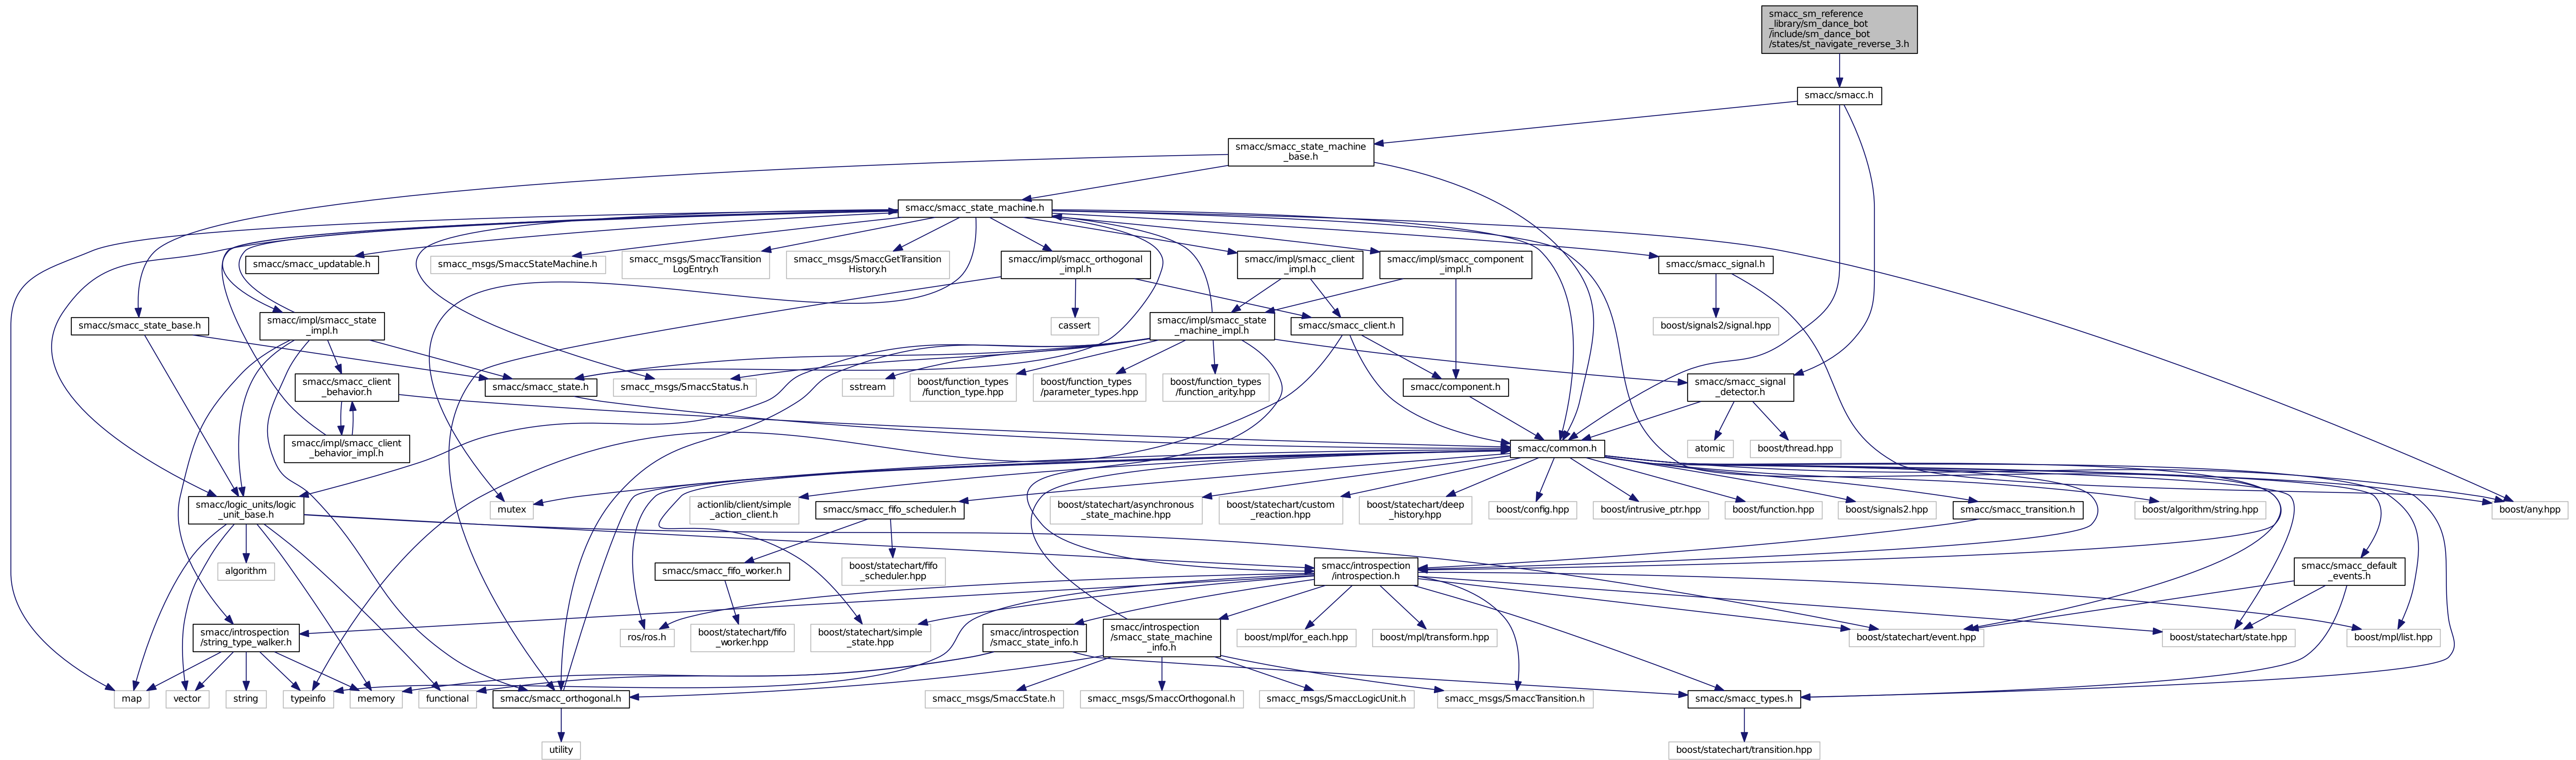 smacc_sm_reference
_library/sm_dance_bot
/include/sm_dance_bot
/states/st_navigate_reverse_3.h
smacc/smacc.h
smacc/smacc_state_machine
_base.h
smacc/smacc_state_machine.h
smacc/smacc_updatable.h
smacc_msgs/SmaccStateMachine.h
smacc_msgs/SmaccTransition
LogEntry.h
smacc_msgs/SmaccGetTransition
History.h
smacc/impl/smacc_orthogonal
_impl.h
smacc/impl/smacc_client
_impl.h
smacc/impl/smacc_component
_impl.h
smacc/smacc_signal.h
smacc/smacc_state_base.h
smacc/impl/smacc_state
_impl.h
cassert
smacc/impl/smacc_state
_machine_impl.h
smacc/smacc_client.h
boost/signals2/signal.hpp
smacc/smacc_client
_behavior.h
smacc/smacc_state.h
smacc_msgs/SmaccStatus.h
sstream
boost/function_types
/function_type.hpp
boost/function_types
/parameter_types.hpp
boost/function_types
/function_arity.hpp
smacc/component.h
smacc/smacc_signal
_detector.h
smacc/impl/smacc_client
_behavior_impl.h
smacc/common.h
atomic
boost/thread.hpp
smacc/logic_units/logic
_unit_base.h
mutex
actionlib/client/simple
_action_client.h
smacc/smacc_fifo_scheduler.h
boost/statechart/asynchronous
_state_machine.hpp
boost/statechart/custom
_reaction.hpp
boost/statechart/deep
_history.hpp
boost/config.hpp
boost/intrusive_ptr.hpp
boost/function.hpp
boost/signals2.hpp
smacc/smacc_transition.h
boost/algorithm/string.hpp
boost/any.hpp
algorithm
smacc/smacc_fifo_worker.h
boost/statechart/fifo
_scheduler.hpp
smacc/introspection
/introspection.h
smacc/smacc_default
_events.h
smacc/introspection
/string_type_walker.h
ros/ros.h
boost/statechart/fifo
_worker.hpp
boost/statechart/simple
_state.hpp
smacc/introspection
/smacc_state_info.h
smacc/introspection
/smacc_state_machine
_info.h
boost/mpl/for_each.hpp
boost/mpl/transform.hpp
boost/statechart/event.hpp
boost/statechart/state.hpp
boost/mpl/list.hpp
map
vector
string
typeinfo
memory
functional
smacc/smacc_orthogonal.h
smacc_msgs/SmaccState.h
smacc_msgs/SmaccOrthogonal.h
smacc_msgs/SmaccLogicUnit.h
smacc_msgs/SmaccTransition.h
smacc/smacc_types.h
utility
boost/statechart/transition.hpp